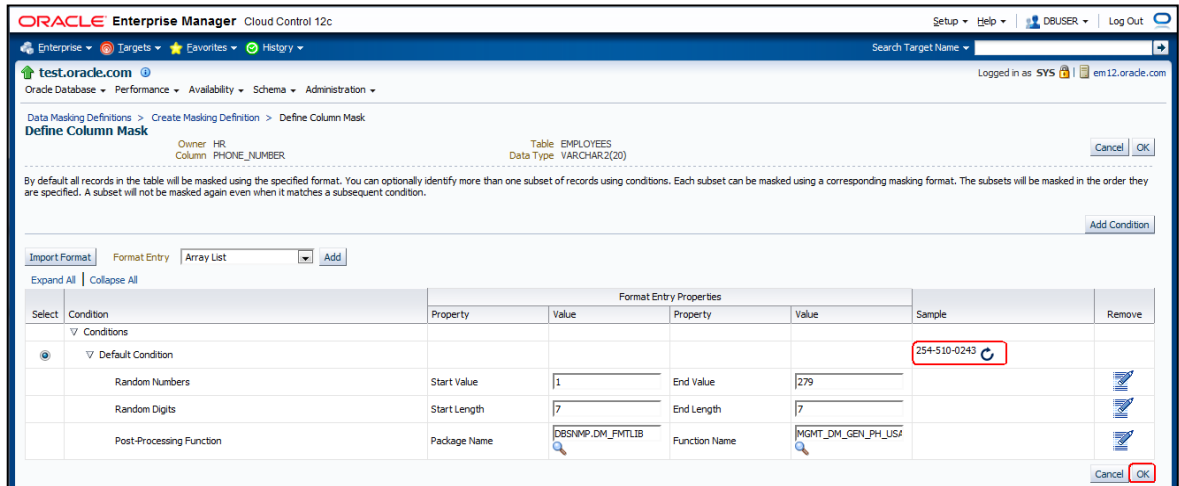 ORACLE Enterprise Manager Cloud Control 12c
Setup Help DBUSER Log Out
Enterprise Targets Favorites History Search Target Name
test.oracle.com Logged in as SYS em12.oracle.com
Oracle Database Performance Availability Schema Administration
Data Masking Definitions > Create Masking Definition > Define Column Mask
Define Column Mask
Owner HR Table EMPLOYEES
Column PHONE_NUMBER Data Type VARCHAR2(20)
Cancel OK
By default all records in the table will be masked using the specified format. You can optionally identify more than one subset of records using conditions. Each subset can be masked using a corresponding masking format. The subsets will be masked in the order they
are specified. A subset will not be masked again even when it matches a subsequent condition.
Add Condition
Import Format Format Entry Array List Add
Expand All | Collapse All
Format Entry Properties
Select Condition Property Value Property Value Sample Remove
Conditions
Default Condition 254-510-0243
Random Numbers Start Value 1 End Value 279
Random Digits Start Length 7 End Length 7
Post-Processing Function Package Name DBSNMP.DM_FMTLIB Function Name MGMT_DM_GEN_PH_USA
Cancel OK